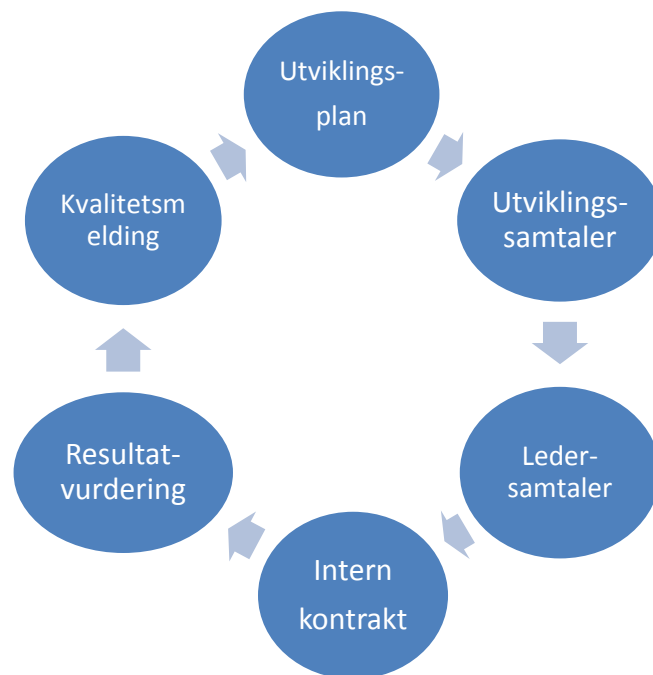 Utviklings-
plan
Utviklings-
samtaler
Leder-
samtaler
Intern
kontrakt
Resultat-
vurdering
Kvalitetsm
elding